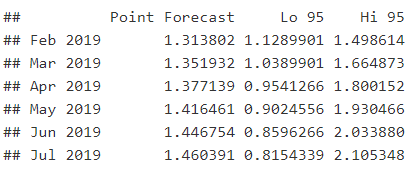 ##          Point Forecast     Lo 95    Hi 95
## Feb 2019       1.313802 1.1289901 1.498614
## Mar 2019       1.351932 1.0389901 1.664873
## Apr 2019       1.377139 0.9541266 1.800152
## May 2019       1.416461 0.9024556 1.930466
## Jun 2019       1.446754 0.8596266 2.033880
## Jul 2019       1.460391 0.8154339 2.105348